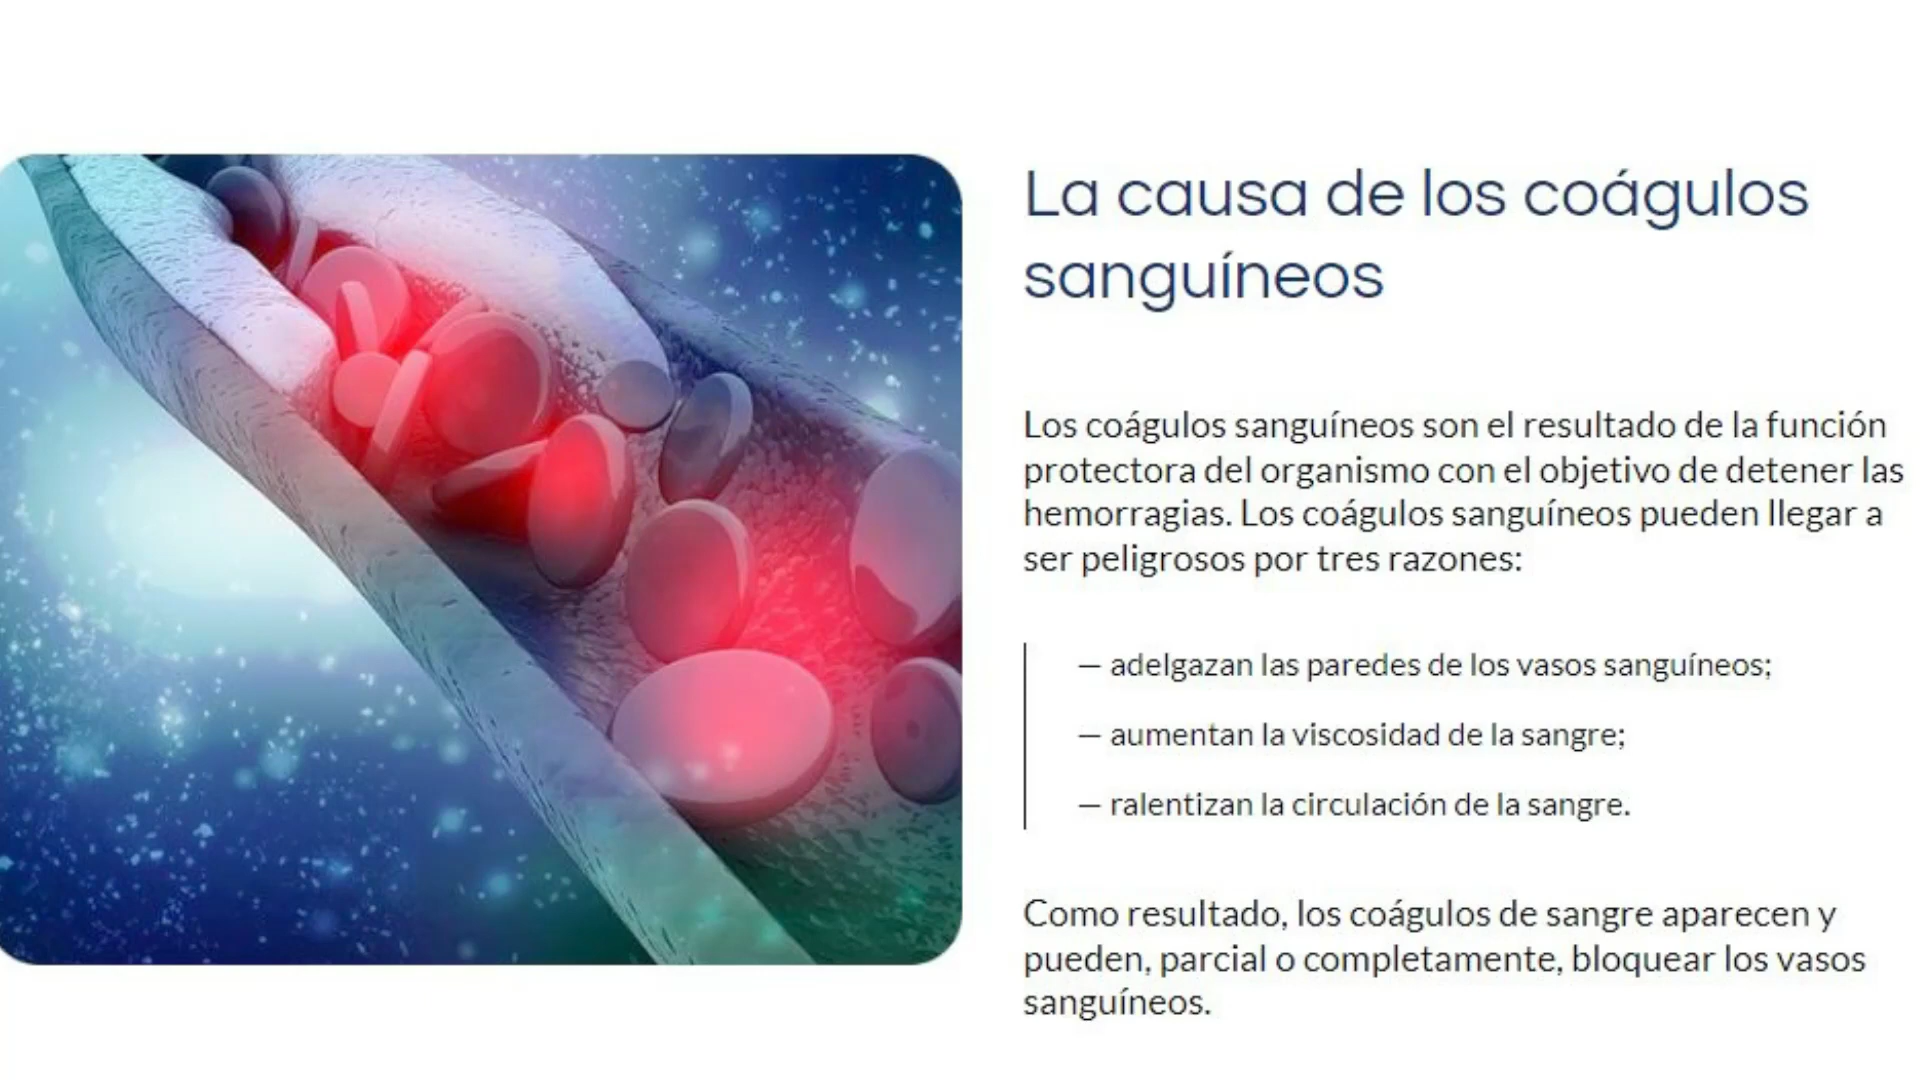 La causa de los coágulos
sanguíneos
Los coágulos sanguíneos son el resultado de la función
protectora del organismo con el objetivo de detener las
hemorragias. Los coágulos sanguíneos pueden llegar a
ser peligrosos por tres razones:
— adelgazan las paredes de los vasos sanguíneos;
— aumentan la viscosidad de la sangre;
— ralentizan la circulación de la sangre.
Como resultado, los coágulos de sangre aparecen y
pueden, parcial o completamente, bloquear los vasos
sanguíneos.